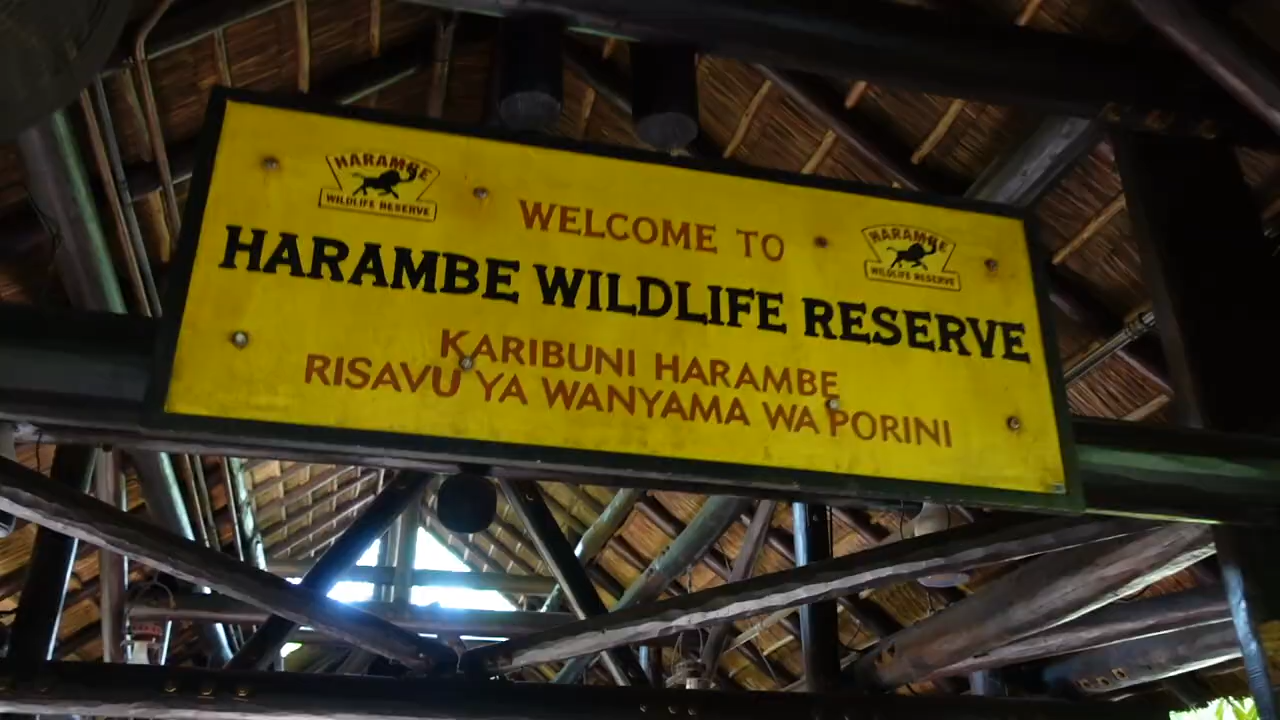 HARAMBE
WILDLIFE RESERVE
WELCOME TO
HARAMBE
WILDLIFE RESERVE
HARAMBE WILDLIFE RESERVE
KARIBUNI HARAMBE
RISAVU YA WANYAMA WA PORINI